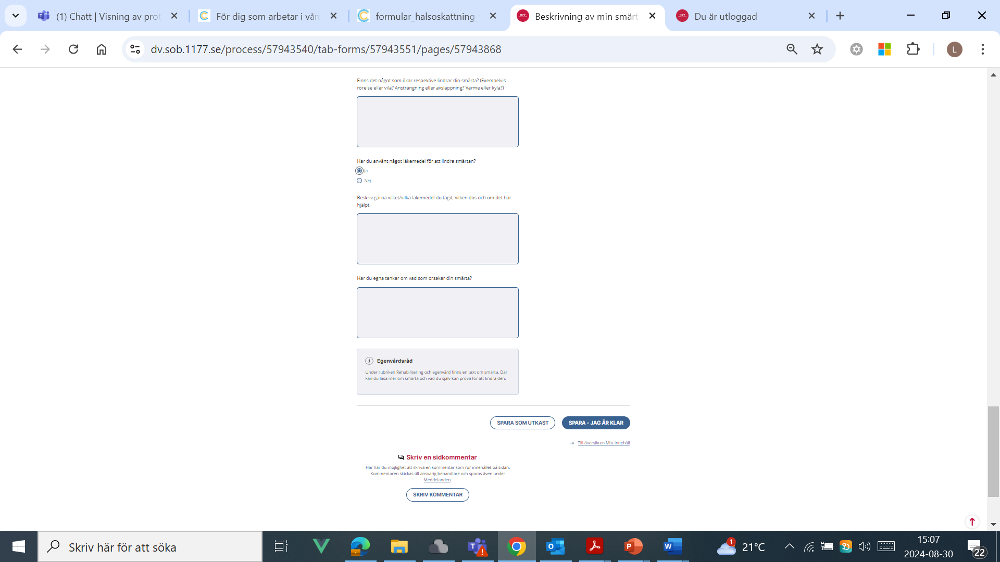 (1) Chatt | Visning av prot
För dig som arbetar i vård
formular_halsoskattning_
Beskrivning av min smärt
Du är utloggad
dv.sob.1177.se/process/57943540/tab-forms/57943551/pages/57943868
L
Finns det något som ökar respektive lindrar din smärta? (Exempelvis
rörelse eller vila? Ansträngning eller avslappning? Värme eller kyla?)
Har du använt något läkemedel för att lindra smärtan?
Ja
Nej
Beskriv gärna vilket/vilka läkemedel du tagit, vilken dos och om det har
hjälpt.
Har du egna tankar om vad som orsakar din smärta?
Egenvårdsråd
Under rubriken Rehabilitering och egenvård finns en text om smärta. Där
kan du läsa mer om smärta och vad du själv kan prova för att lindra den.
SPARA SOM UTKAST
SPARA - JAG ÄR KLAR
→ Till översikten Mitt innehåll
Skriv en sidkommentar
Här har du möjlighet att skriva en kommentar som rör innehållet på sidan.
Kommentaren skickas till ansvarig behandlare och sparas även under
Meddelanden.
SKRIV KOMMENTAR
Skriv här för att söka
1
21°C
15:07
2024-08-30
22